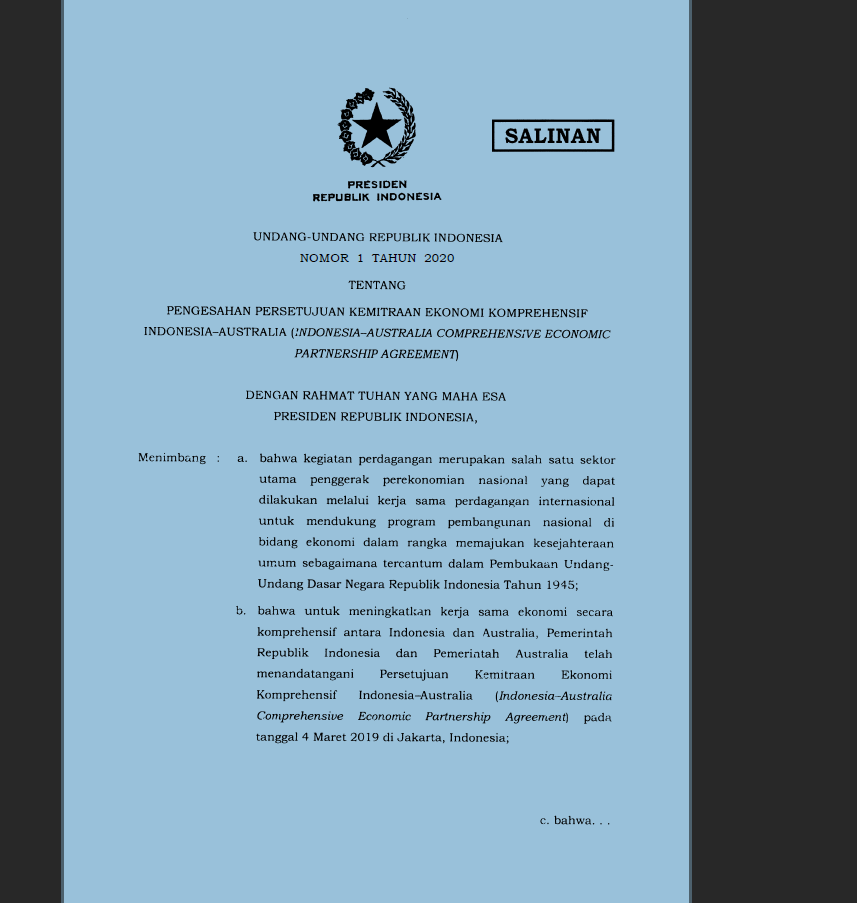 SALINAN
PRESIDEN
REPUBLIK INDONESIA
UNDANG-UNDANG REPUBLIK INDONESIA
NOMOR 1 TAHUN 2020
TENTANG
PENGESAHAN PERSETUJUAN KEMITRAAN EKONOMI KOMPREHENSIF
INDONESIA–AUSTRALIA (INDONESIA–AUSTRALIA COMPREHENSIVE ECONOMIC
PARTNERSHIP AGREEMENT)
DENGAN RAHMAT TUHAN YANG MAHA ESA
PRESIDEN REPUBLIK INDONESIA,
Menimbang : a. bahwa kegiatan perdagangan merupakan salah satu sektor
utama penggerak perekonomian nasional yang dapat
dilakukan melalui kerja sama perdagangan internasional
untuk mendukung program pembangunan nasional di
bidang ekonomi dalam rangka memajukan kesejahteraan
umum sebagaimana tercantum dalam Pembukaan Undang-
Undang Dasar Negara Republik Indonesia Tahun 1945;
b. bahwa untuk meningkatkan kerja sama ekonomi secara
komprehensif antara Indonesia dan Australia, Pemerintah
Republik Indonesia dan Pemerintah Australia telah
menandatangani Persetujuan Kemitraan Ekonomi
Komprehensif Indonesia–Australia (Indonesia–Australia
Comprehensive Economic Partnership Agreement) pada
tanggal 4 Maret 2019 di Jakarta, Indonesia;
c. bahwa. . .